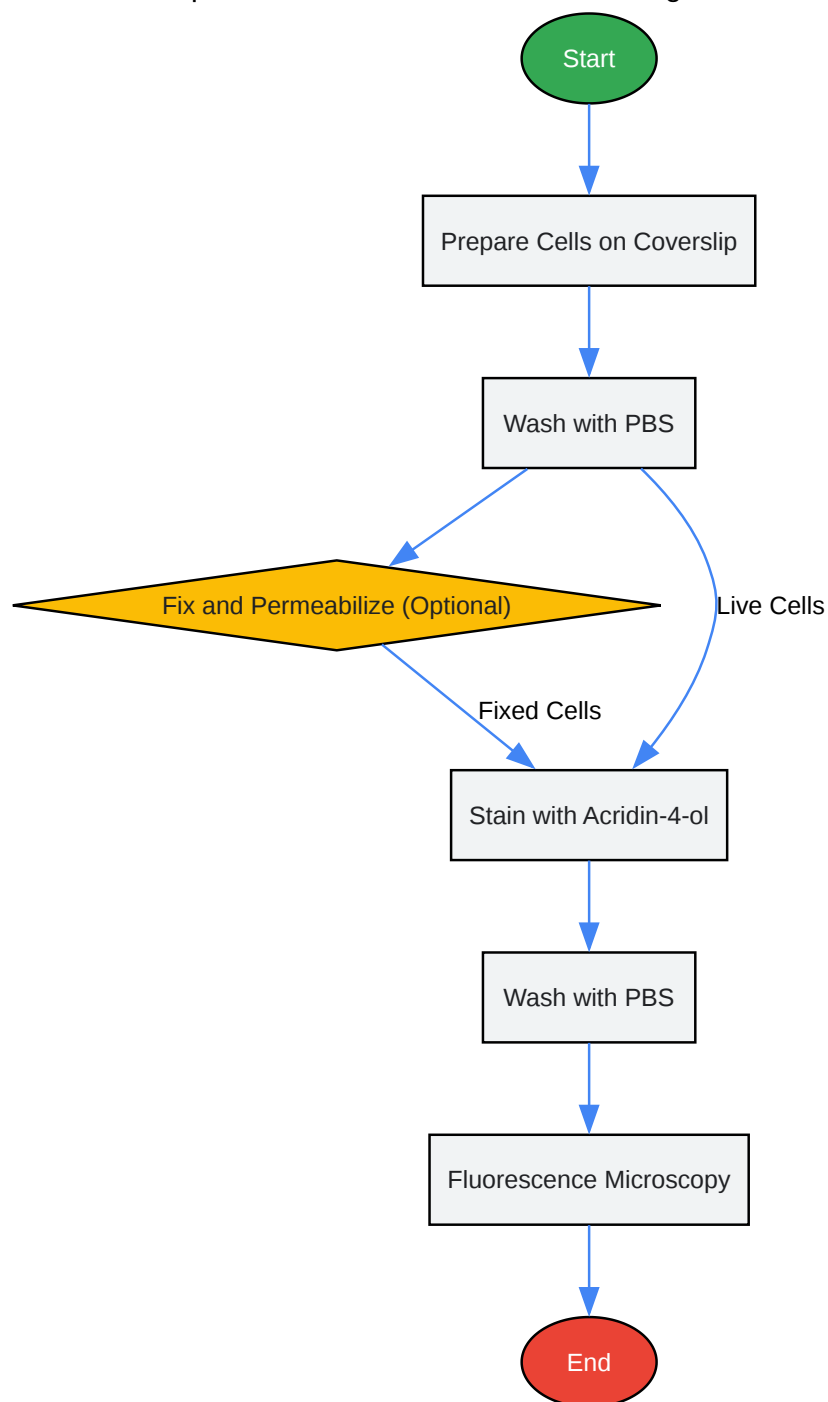 Start
Prepare Cells on Coverslip
Wash with PBS
Fix and Permeabilize (Optional)
Live Cells
Fixed Cells
Stain with Acridin-4-ol
Wash with PBS
Fluorescence Microscopy
End